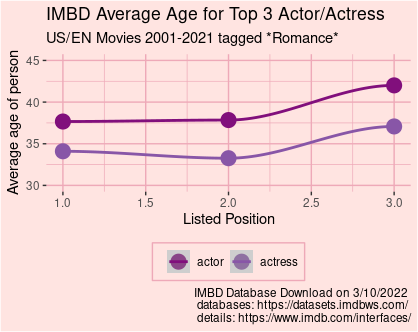 IMBD Average Age for Top 3 Actor/Actress
US/EN Movies 2001-2021 tagged *Romance*
Average age of person
45
40
35
30
1.0 1.5 2.0 2.5 3.0
Listed Position
actor actress
IMBD Database Download on 3/10/2022
databases: https://datasets.imdbws.com/
details: https://www.imdb.com/interfaces/